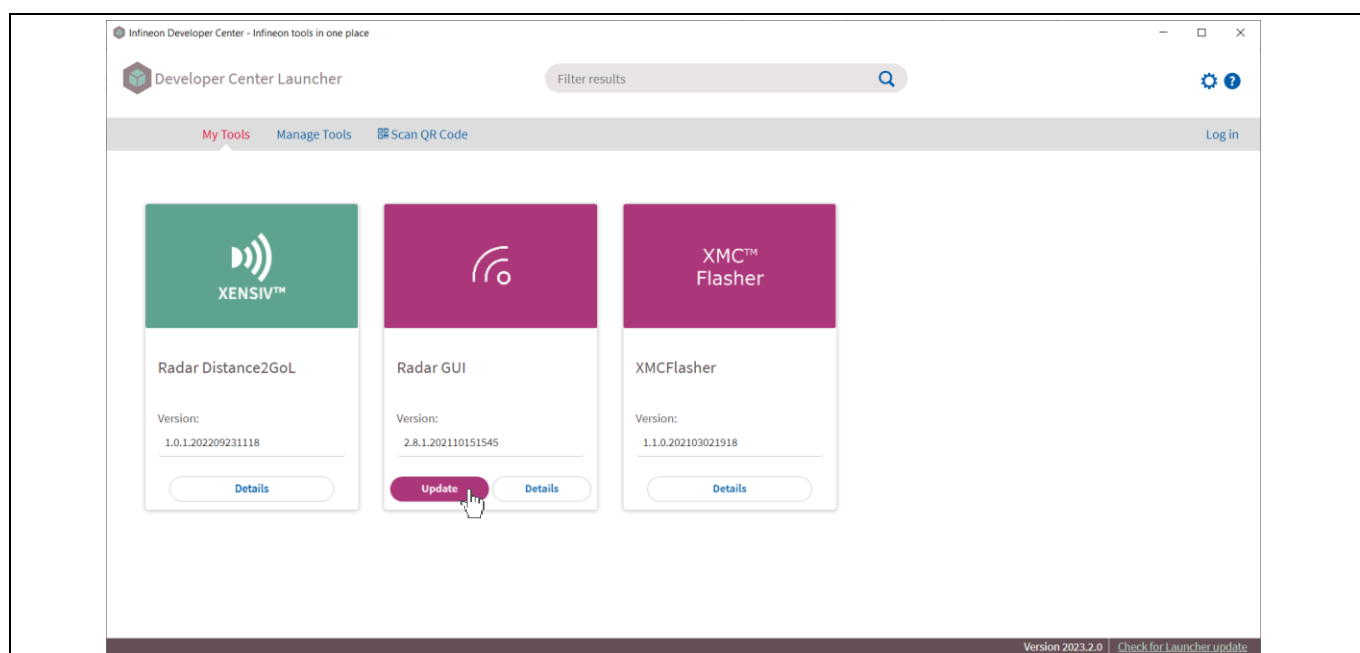 Infineon Developer Center - Infineon tools in one place
Developer Center Launcher
Filter results
?
My Tools
Manage Tools
Scan QR Code
Log in
XENSIV™
XMC™
Flasher
Radar Distance2GoL
Radar GUI
XMCFlasher
Version:
Version:
Version:
1.0.1.202209231118
2.8.1.202110151545
1.1.0.202103021918
Details
Update
Details
Details
Version 2023.2.0
Check for Launcher update